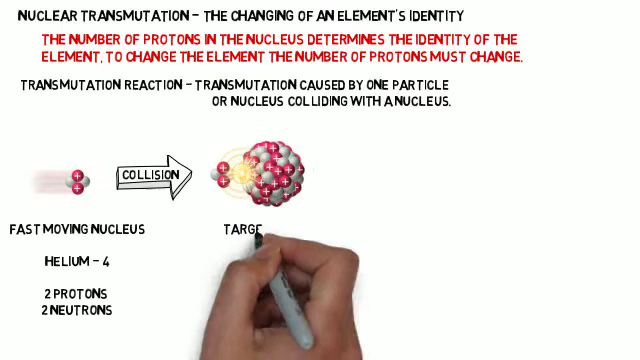 NUCLEAR TRANSMUTATION – THE CHANGING OF AN ELEMENT'S IDENTITY
THE NUMBER OF PROTONS IN THE NUCLEUS DETERMINES THE IDENTITY OF THE
ELEMENT, TO CHANGE THE ELEMENT THE NUMBER OF PROTONS MUST CHANGE.
TRANSMUTATION REACTION – TRANSMUTATION CAUSED BY ONE PARTICLE
OR NUCLEUS COLLIDING WITH A NUCLEUS.
COLLISION
FAST MOVING NUCLEUS
TARGE
HELIUM – 4
2 PROTONS
2 NEUTRONS